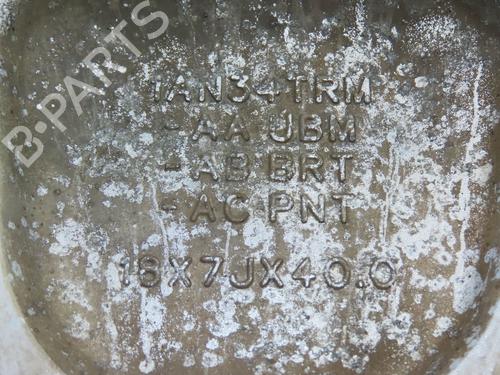 B-PARTS
1AN34TRM
-AA UBM
-AB BRT
-AC PNT
18X7JX40.0